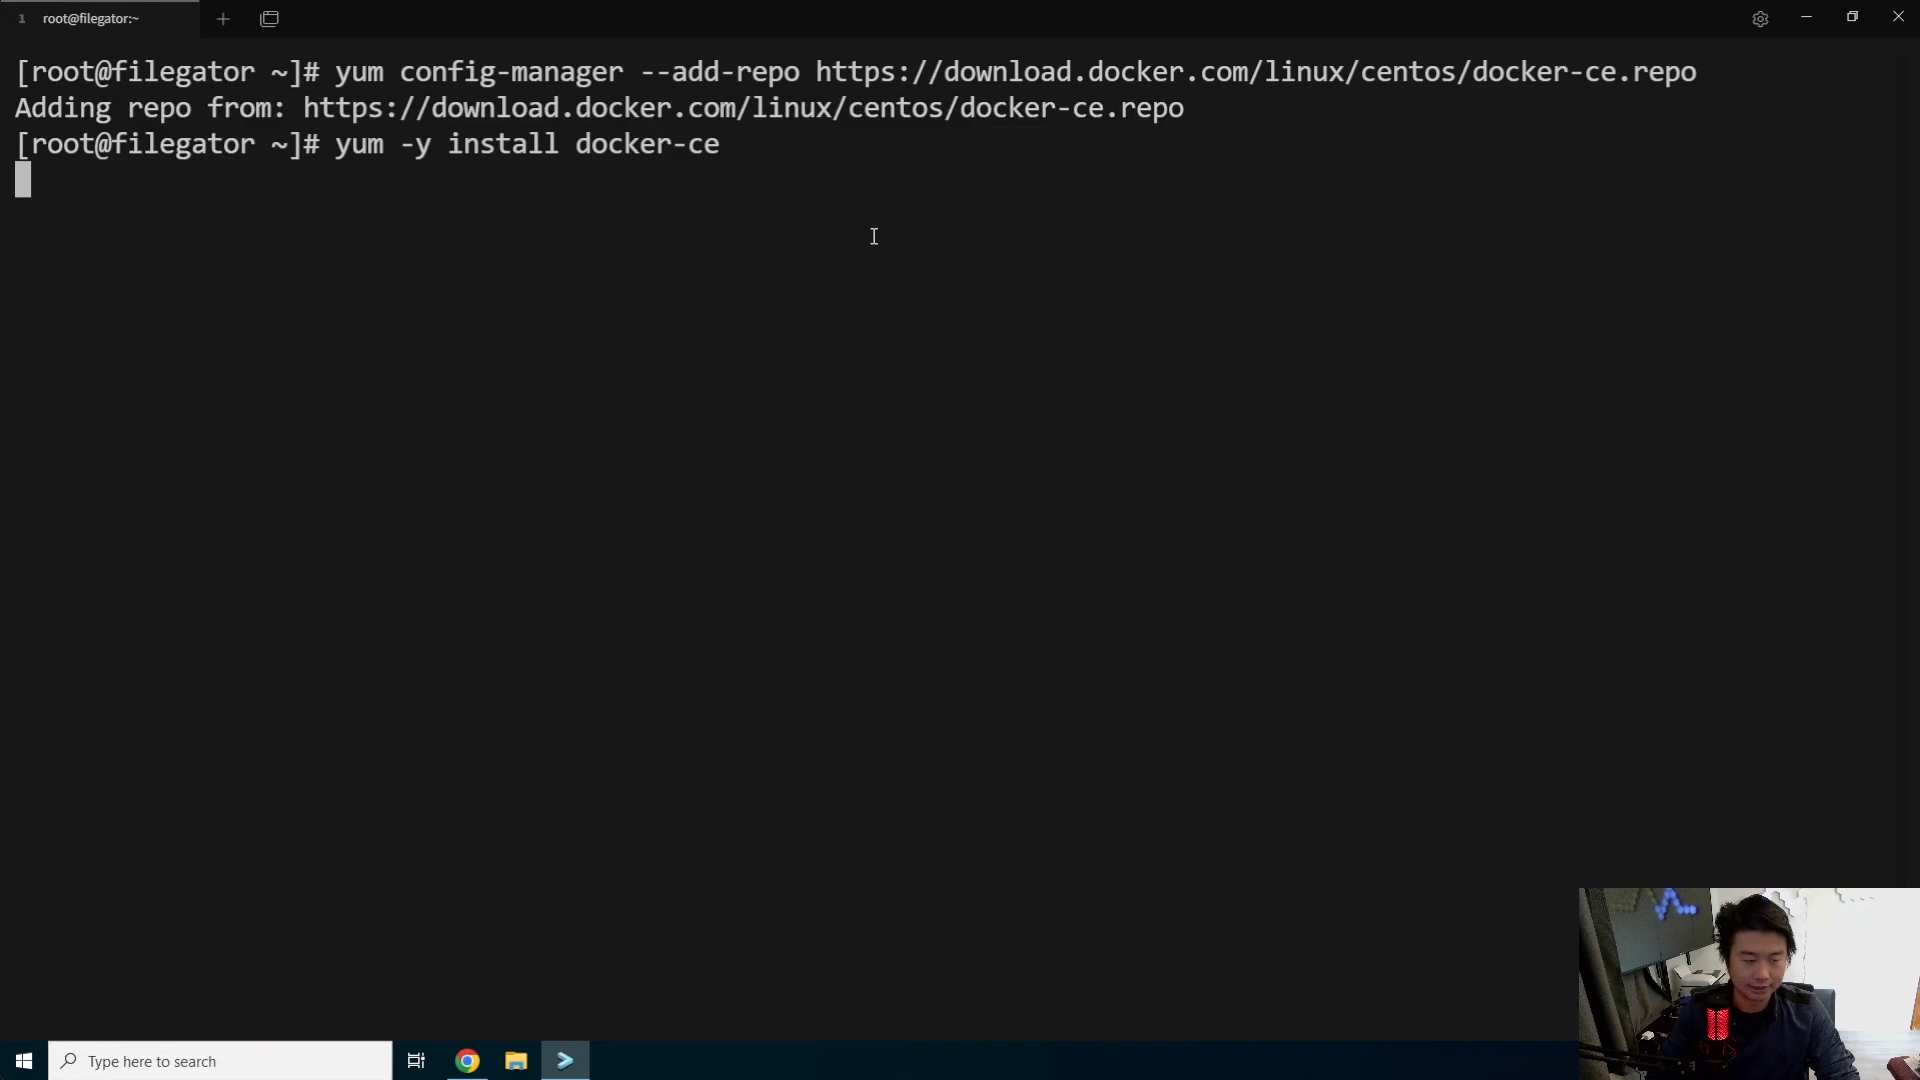 1 root@filegator:~
[root@filegator ~]# yum config-manager --add-repo https://download.docker.com/linux/centos/docker-ce.repo
Adding repo from: https://download.docker.com/linux/centos/docker-ce.repo
[root@filegator ~]# yum -y install docker-ce
Type here to search